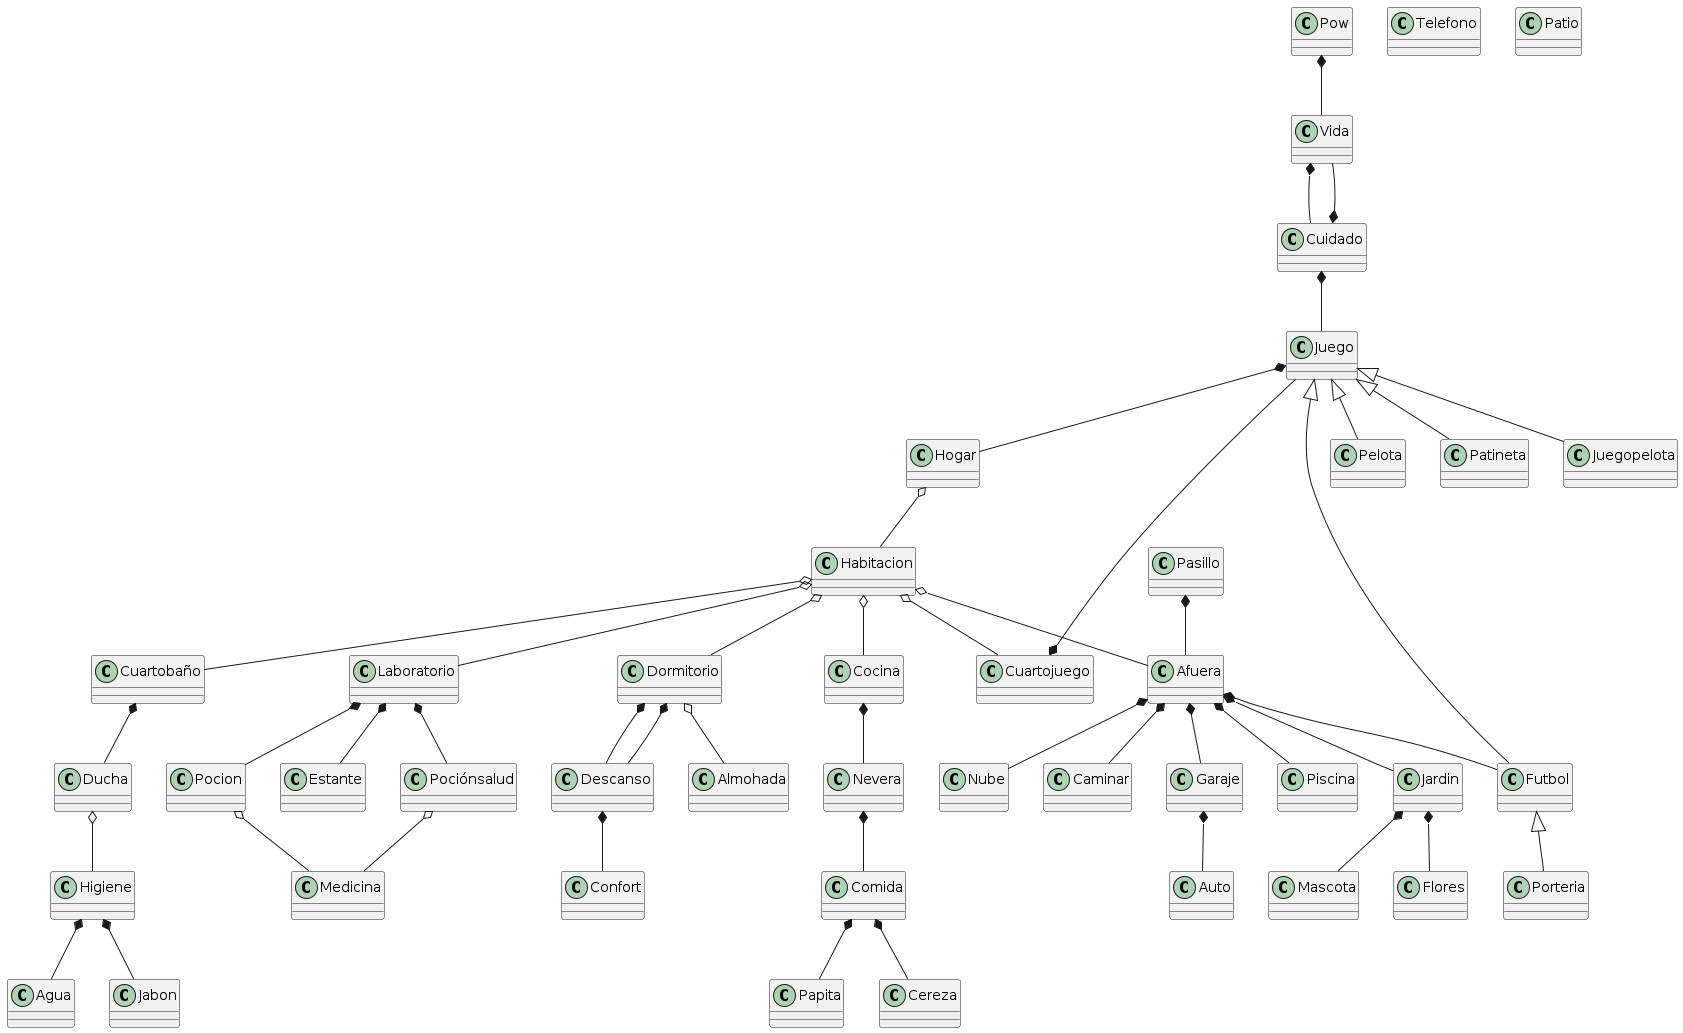 C Pow
C Telefono
C Patio
C Vida
C Cuidado
C Juego
C Hogar
C Pelota
C Patineta
C Juegopelota
C Habitacion
C Pasillo
C Cuartobaño
C Laboratorio
C Dormitorio
C Cocina
C Cuartojuego
C Afuera
C Ducha
C Pocion
C Estante
C Pociónsalud
C Descanso
C Almohada
C Nevera
C Nube
C Caminar
C Garaje
C Piscina
C Jardin
C Futbol
C Higiene
C Medicina
C Confort
C Comida
C Auto
C Mascota
C Flores
C Porteria
C Agua
C Jabon
C Papita
C Cereza